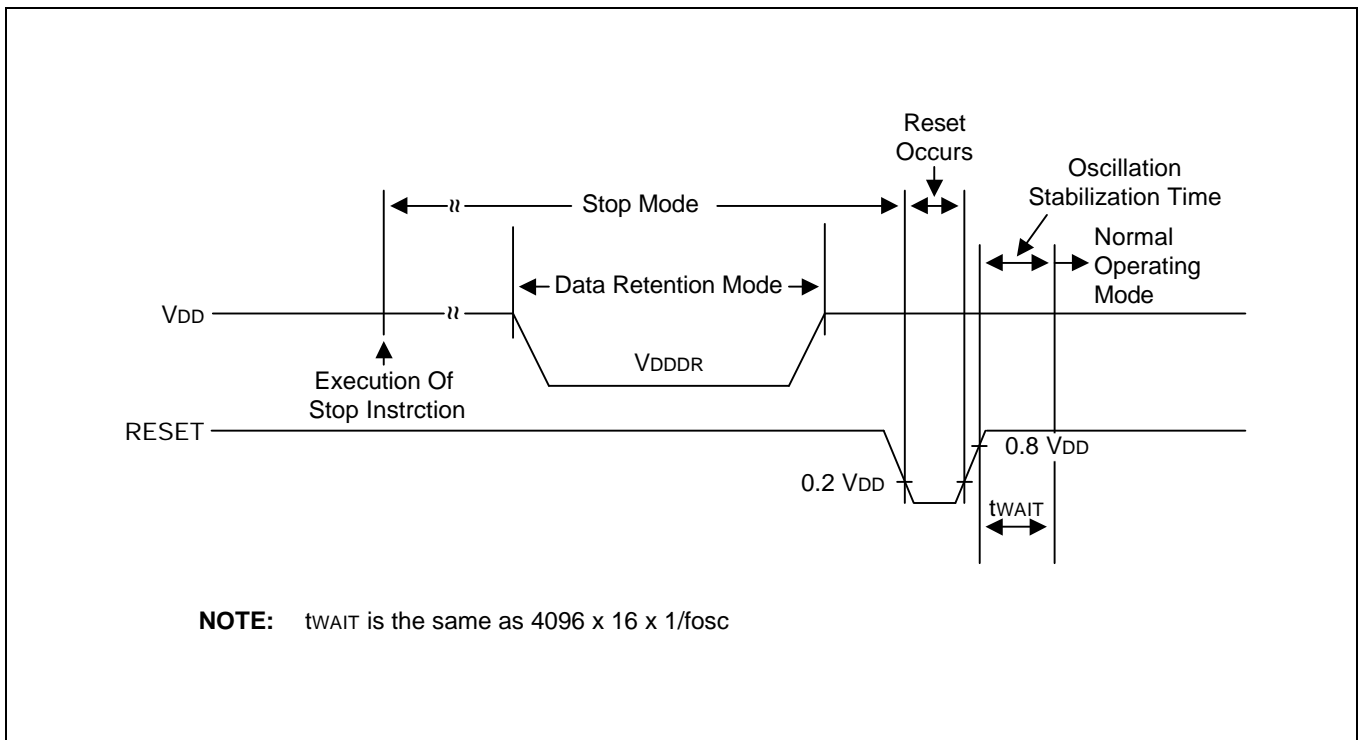 Reset
Occurs
Oscillation
Stabilization Time
Stop Mode
Normal
Operating
Mode
Data Retention Mode
VDD
VDDDR
Execution Of
Stop Instrction
RESET
0.8 VDD
0.2 VDD
tWAIT
NOTE: tWAIT is the same as 4096 x 16 x 1/fosc